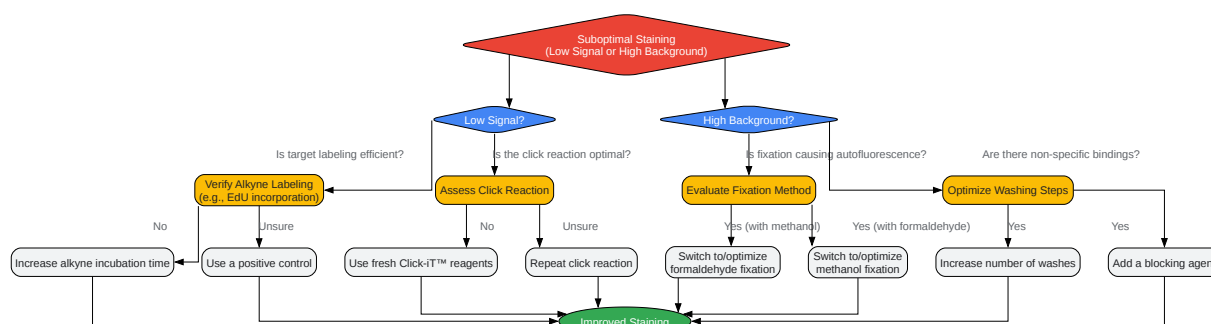 Suboptimal Staining
(Low Signal or High Background)
Low Signal?
High Background?
Is target labeling efficient?
Is the click reaction optimal?
Is fixation causing autofluorescence?
Are there non-specific bindings?
Verify Alkyne Labeling
(e.g., EdU incorporation)
Assess Click Reaction
Evaluate Fixation Method
Optimize Washing Steps
No
Unsure
No
Unsure
Yes (with methanol)
Yes (with formaldehyde)
Yes
Yes
Increase alkyne incubation time
Use a positive control
Use fresh Click-iT™ reagents
Repeat click reaction
Switch to/optimize
formaldehyde fixation
Switch to/optimize
methanol fixation
Increase number of washes
Add a blocking agen
Improved Staining